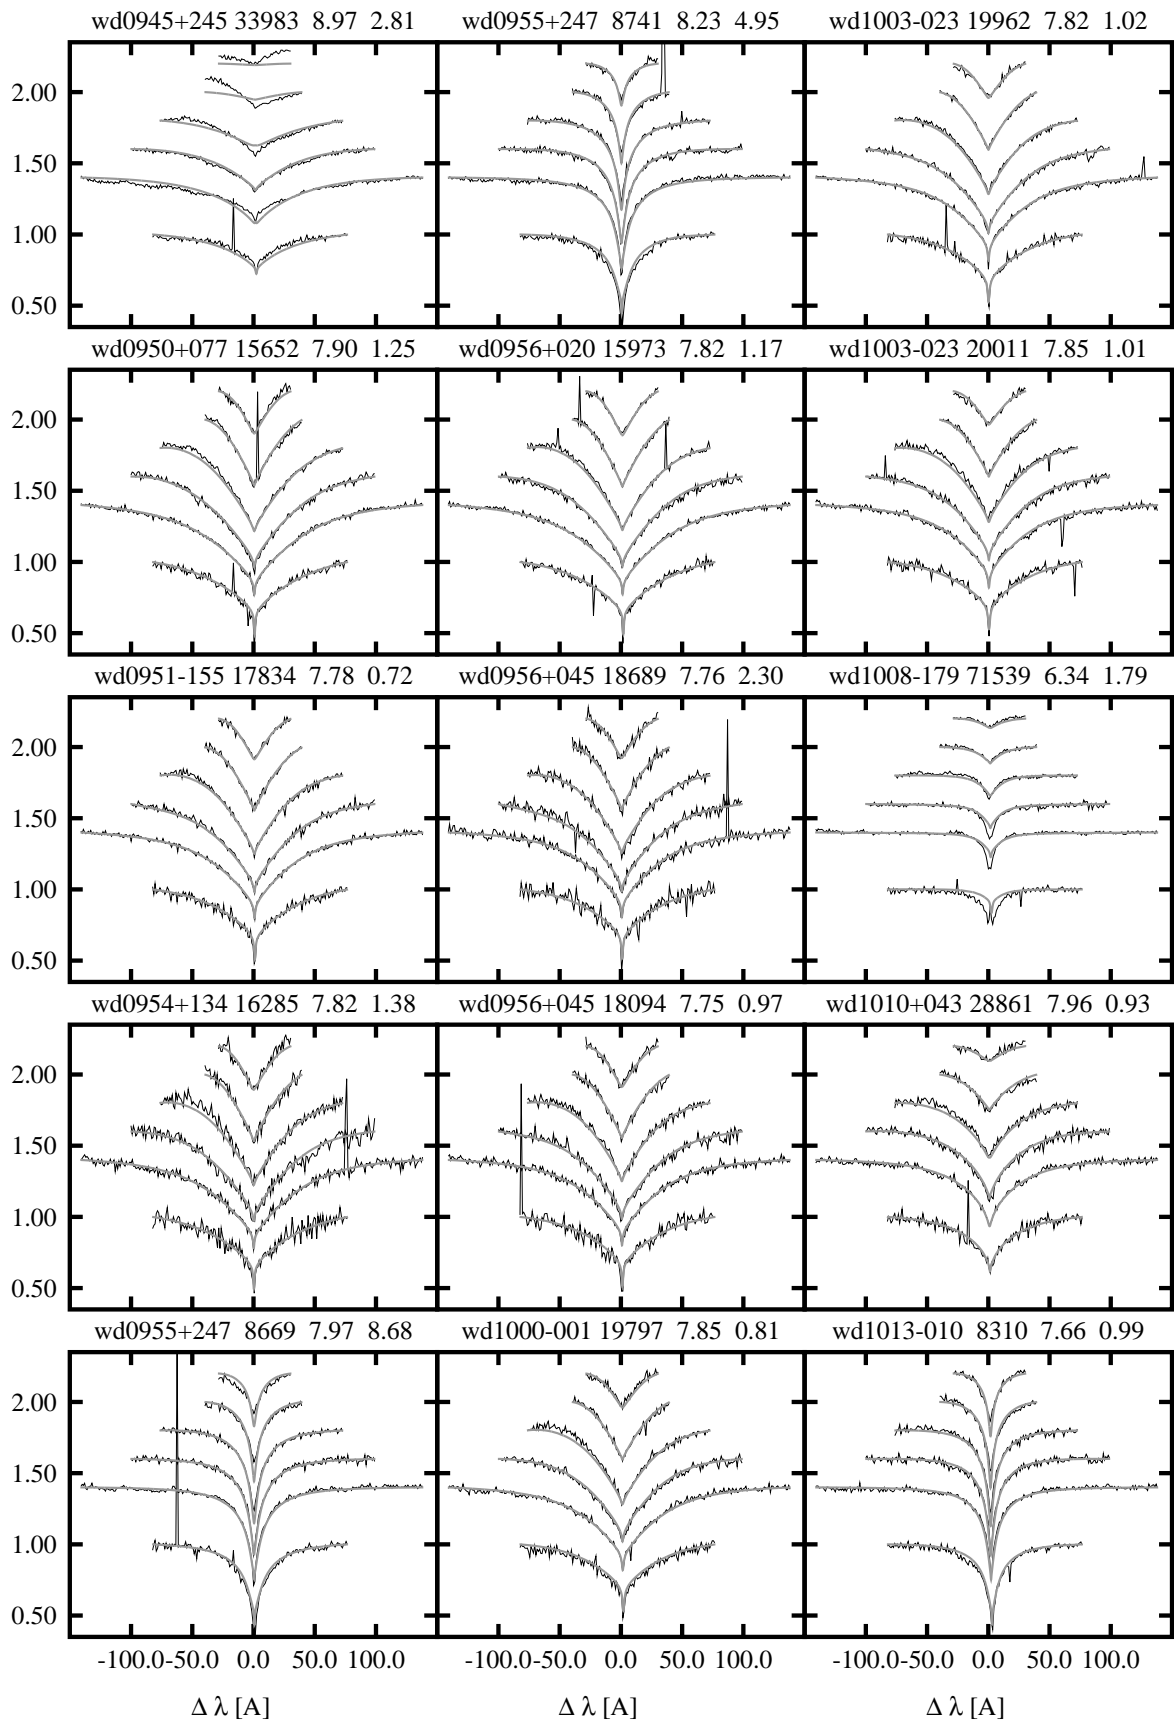 wd0945+245 33983 8.97 2.81
wd0955+247 8741 8.23 4.95
wd1003-023 19962 7.82 1.02
2.00
1.50
1.00
0.50
wd0950+077 15652 7.90 1.25
wd0956+020 15973 7.82 1.17
wd1003-023 20011 7.85 1.01
2.00
1.50
1.00
0.50
wd0951-155 17834 7.78 0.72
wd0956+045 18689 7.76 2.30
wd1008-179 71539 6.34 1.79
2.00
1.50
1.00
0.50
wd0954+134 16285 7.82 1.38
wd0956+045 18094 7.75 0.97
wd1010+043 28861 7.96 0.93
2.00
1.50
1.00
0.50
wd0955+247 8669 7.97 8.68
wd1000-001 19797 7.85 0.81
wd1013-010 8310 7.66 0.99
2.00
1.50
1.00
0.50
-100.0 -50.0 0.0 50.0 100.0
-100.0 -50.0 0.0 50.0 100.0
-100.0 -50.0 0.0 50.0 100.0
Δ λ [A]
Δ λ [A]
Δ λ [A]